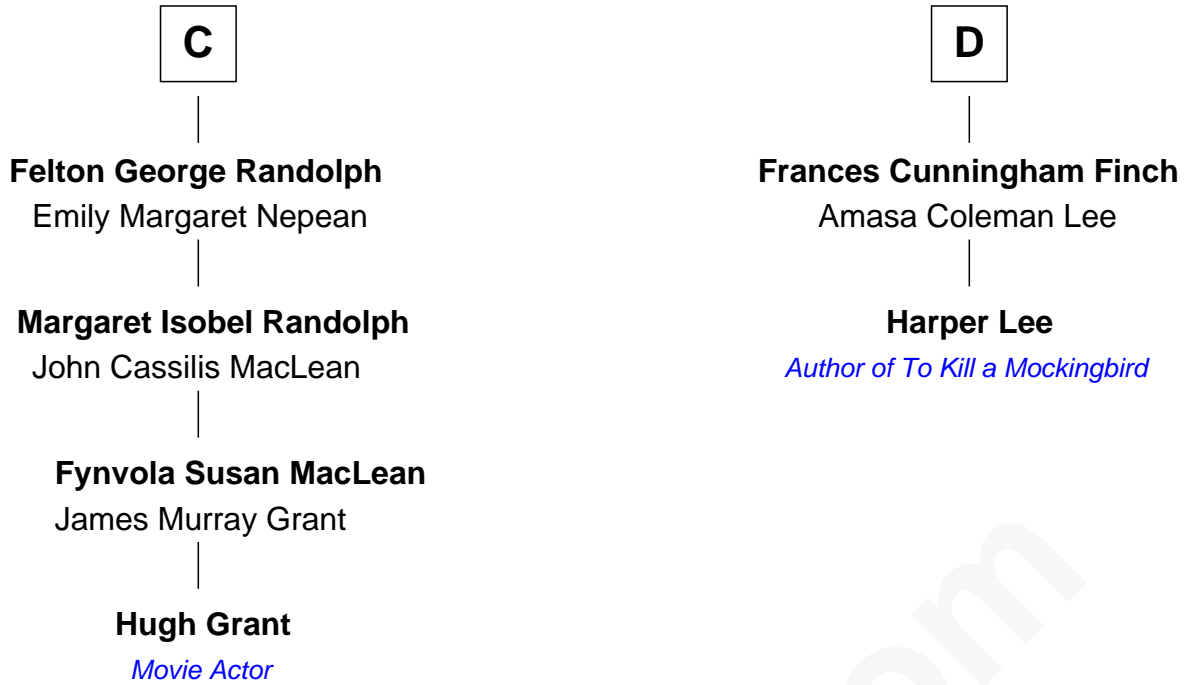 C
Felton George Randolph
Emily Margaret Nepean
Margaret Isobel Randolph
John Cassilis MacLean
Fynvola Susan MacLean
James Murray Grant
Hugh Grant
Movie Actor
D
Frances Cunningham Finch
Amasa Coleman Lee
Harper Lee
Author of To Kill a Mockingbird
om